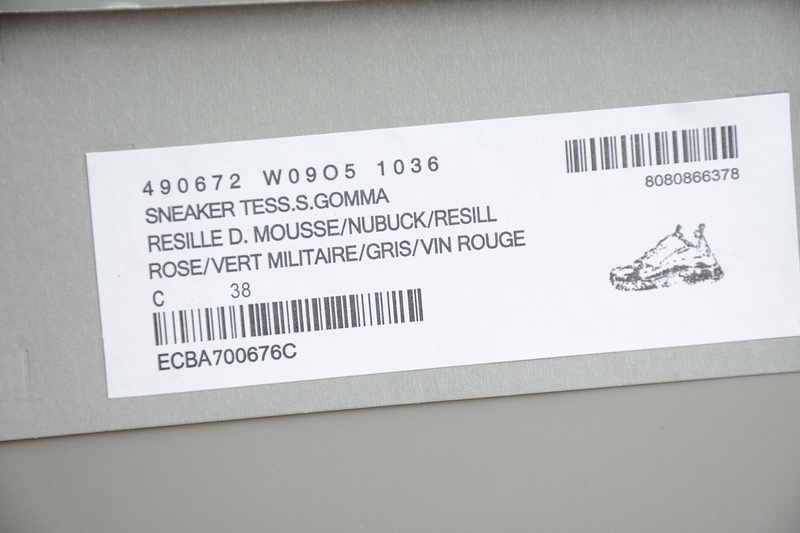 490672 W09O5 1036
SNEAKER TESS.S.GOMMA
RESILLE D. MOUSSE/NUBUCK/RESILL
ROSE/VERT MILITAIRE/GRIS/VIN ROUGE
C 38
ECBA700676C
8080866378